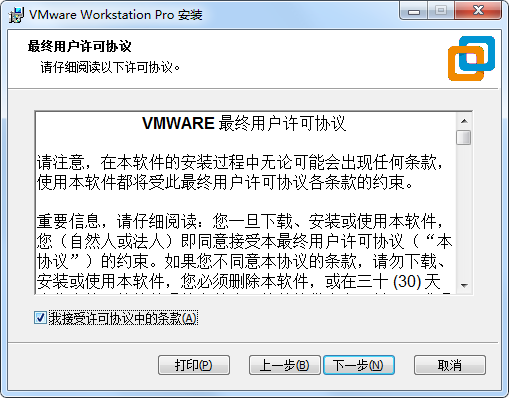 VMware Workstation Pro 安装
最终用户许可协议
请仔细阅读以下许可协议。
VMWARE 最终用户许可协议
请注意，在本软件的安装过程中无论可能会出现任何条款，
使用本软件都将受此最终用户许可协议各条款的约束。
重要信息，请仔细阅读：您一旦下载、安装或使用本软件，
您（自然人或法人）即同意接受本最终用户许可协议（“本
协议”）的约束。如果您不同意本协议的条款，请勿下载、
安装或使用本软件，您必须删除本软件，或在三十 (30) 天
我接受许可协议中的条款(A)
打印(P)
上一步(B)
下一步(N)
取消